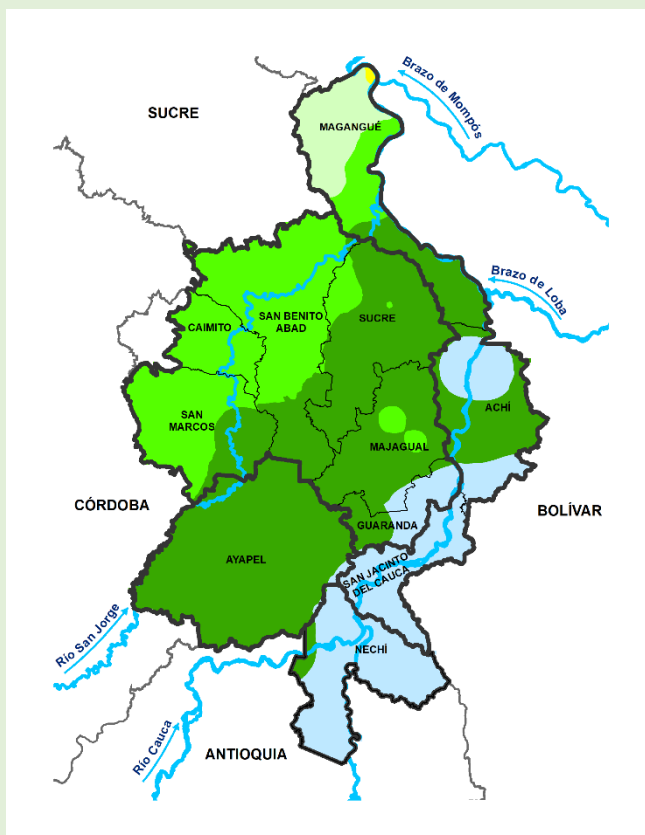 Brazo de Mompós
SUCRE
MAGANGUÉ
Brazo de Loba
SAN BENITO
ABAD
SUCRE
CAIMITO
SAN
MARCOS
ACHÍ
MAJAGUAL
CÓRDOBA
BOLÍVAR
GUARANDA
AYAPEL
SAN JACINTO
DEL CAUCA
Río San Jorge
NECHÍ
Río Cauca
ANTIOQUIA